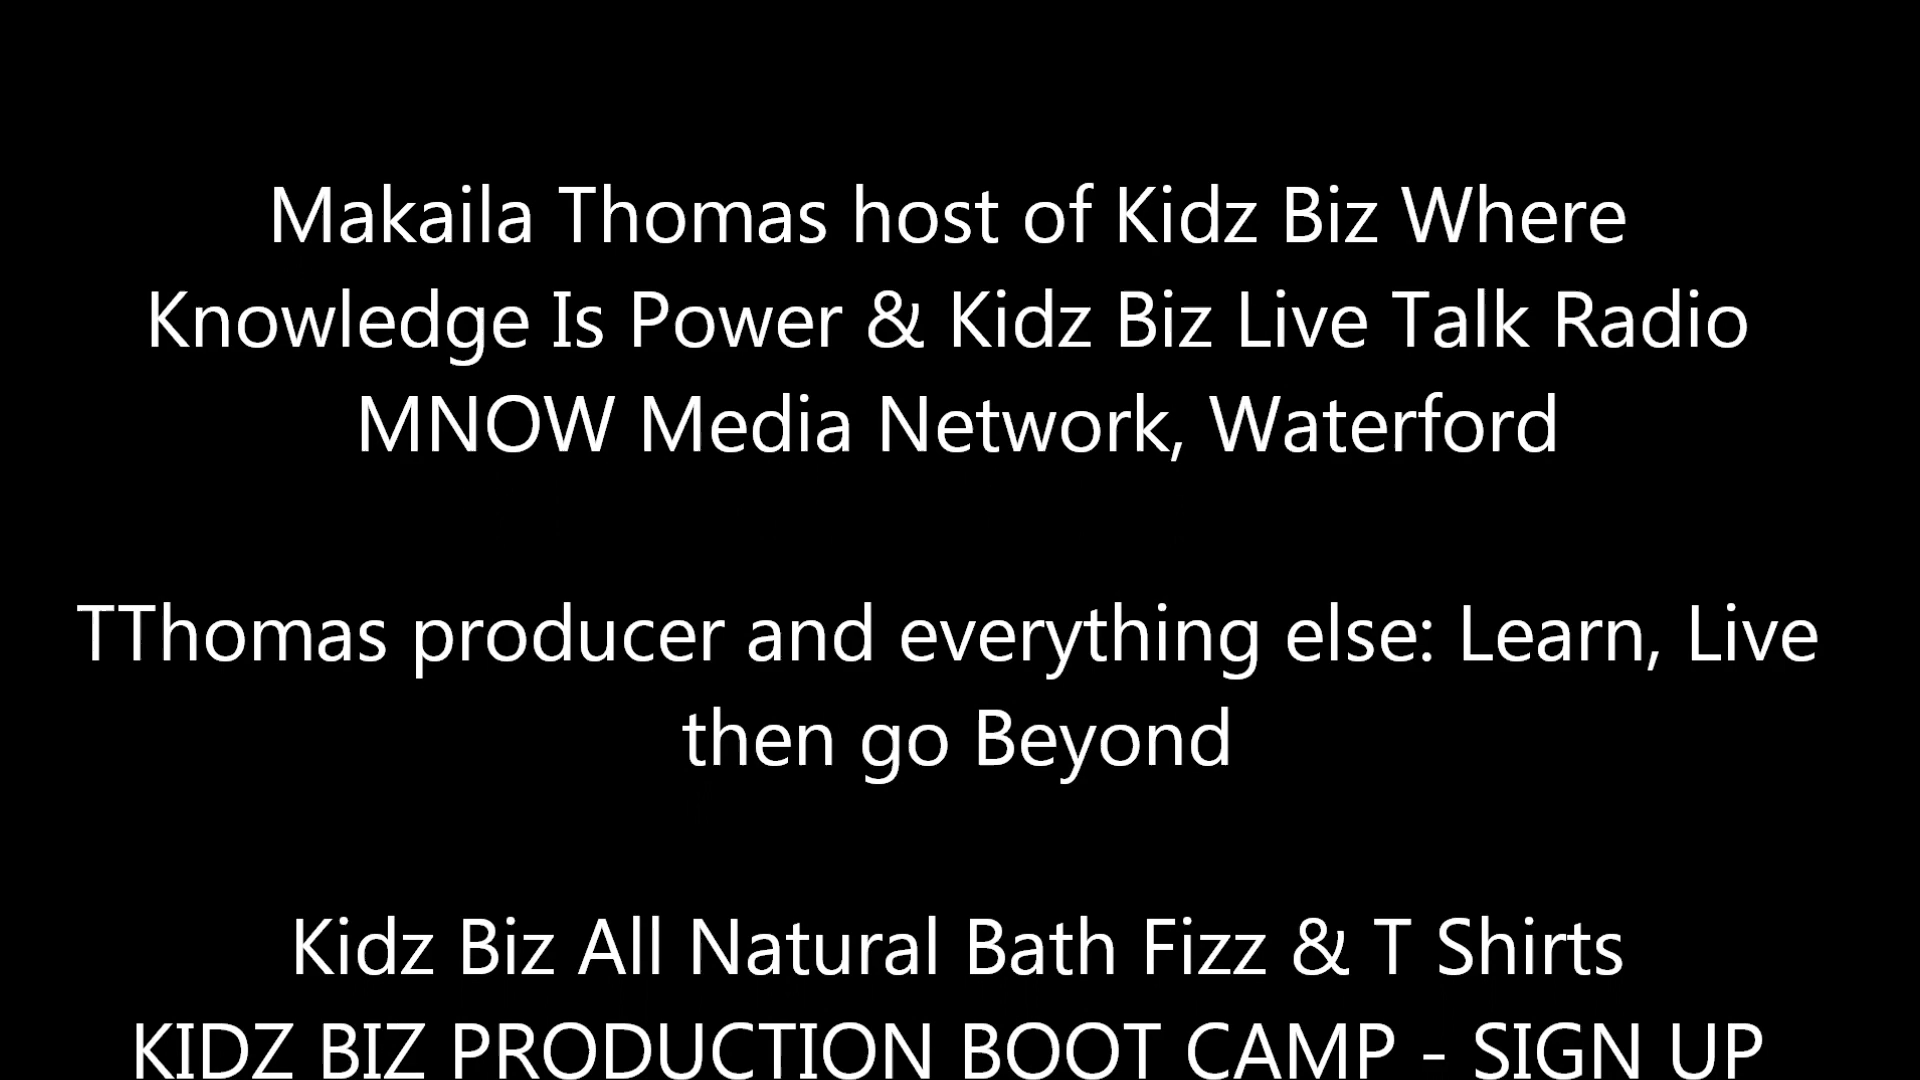 Makaila Thomas host of Kidz Biz Where
Knowledge Is Power & Kidz Biz Live Talk Radio
MNOW Media Network, Waterford
TThomas producer and everything else: Learn, Live
then go Beyond
Kidz Biz All Natural Bath Fizz & T Shirts
KIDZ BIZ PRODUCTION BOOT CAMP - SIGN UP